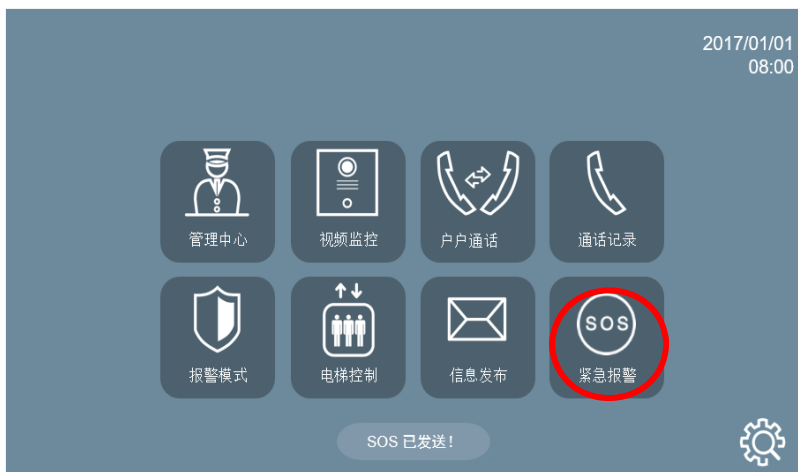 2017/01/01
08:00
管理中心
视频监控
户户通话
通话记录
SOS
报警模式
电梯控制
信息发布
紧急报警
SOS 已发送！